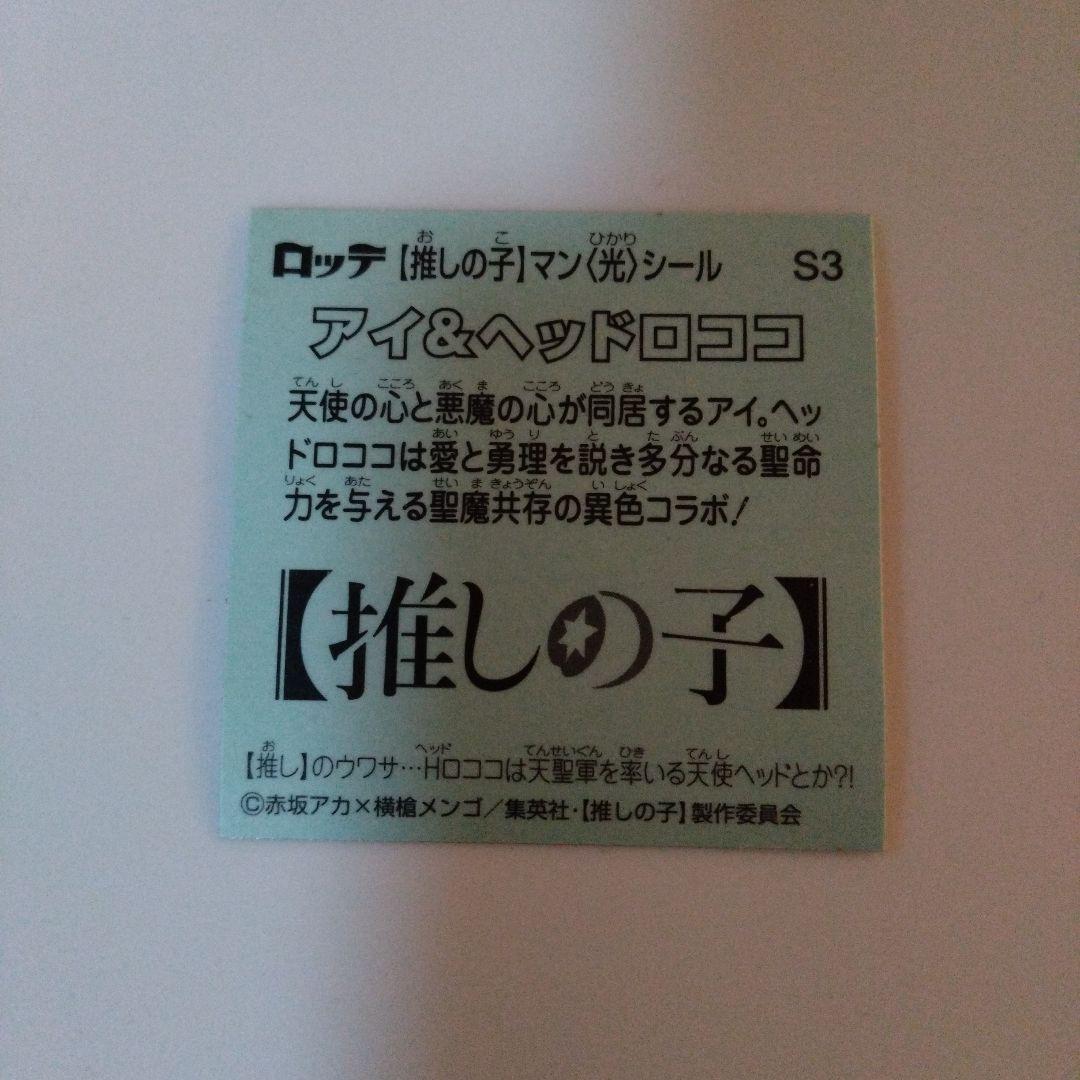 ロッテ【推しの子】マン〈光〉シール S3
アイ&ヘッドロココ
天使の心と悪魔の心が同居するアイ。ヘッ
ドロココは愛と勇理を説き多分なる聖命
力を与える聖魔共存の異色コラボ!
【推しの子】
【推し】のウワサ…Hロココは天聖軍を率いる天使ヘッドとか?!
©赤坂アカ×横槍メンゴ/集英社・【推しの子】製作委員会